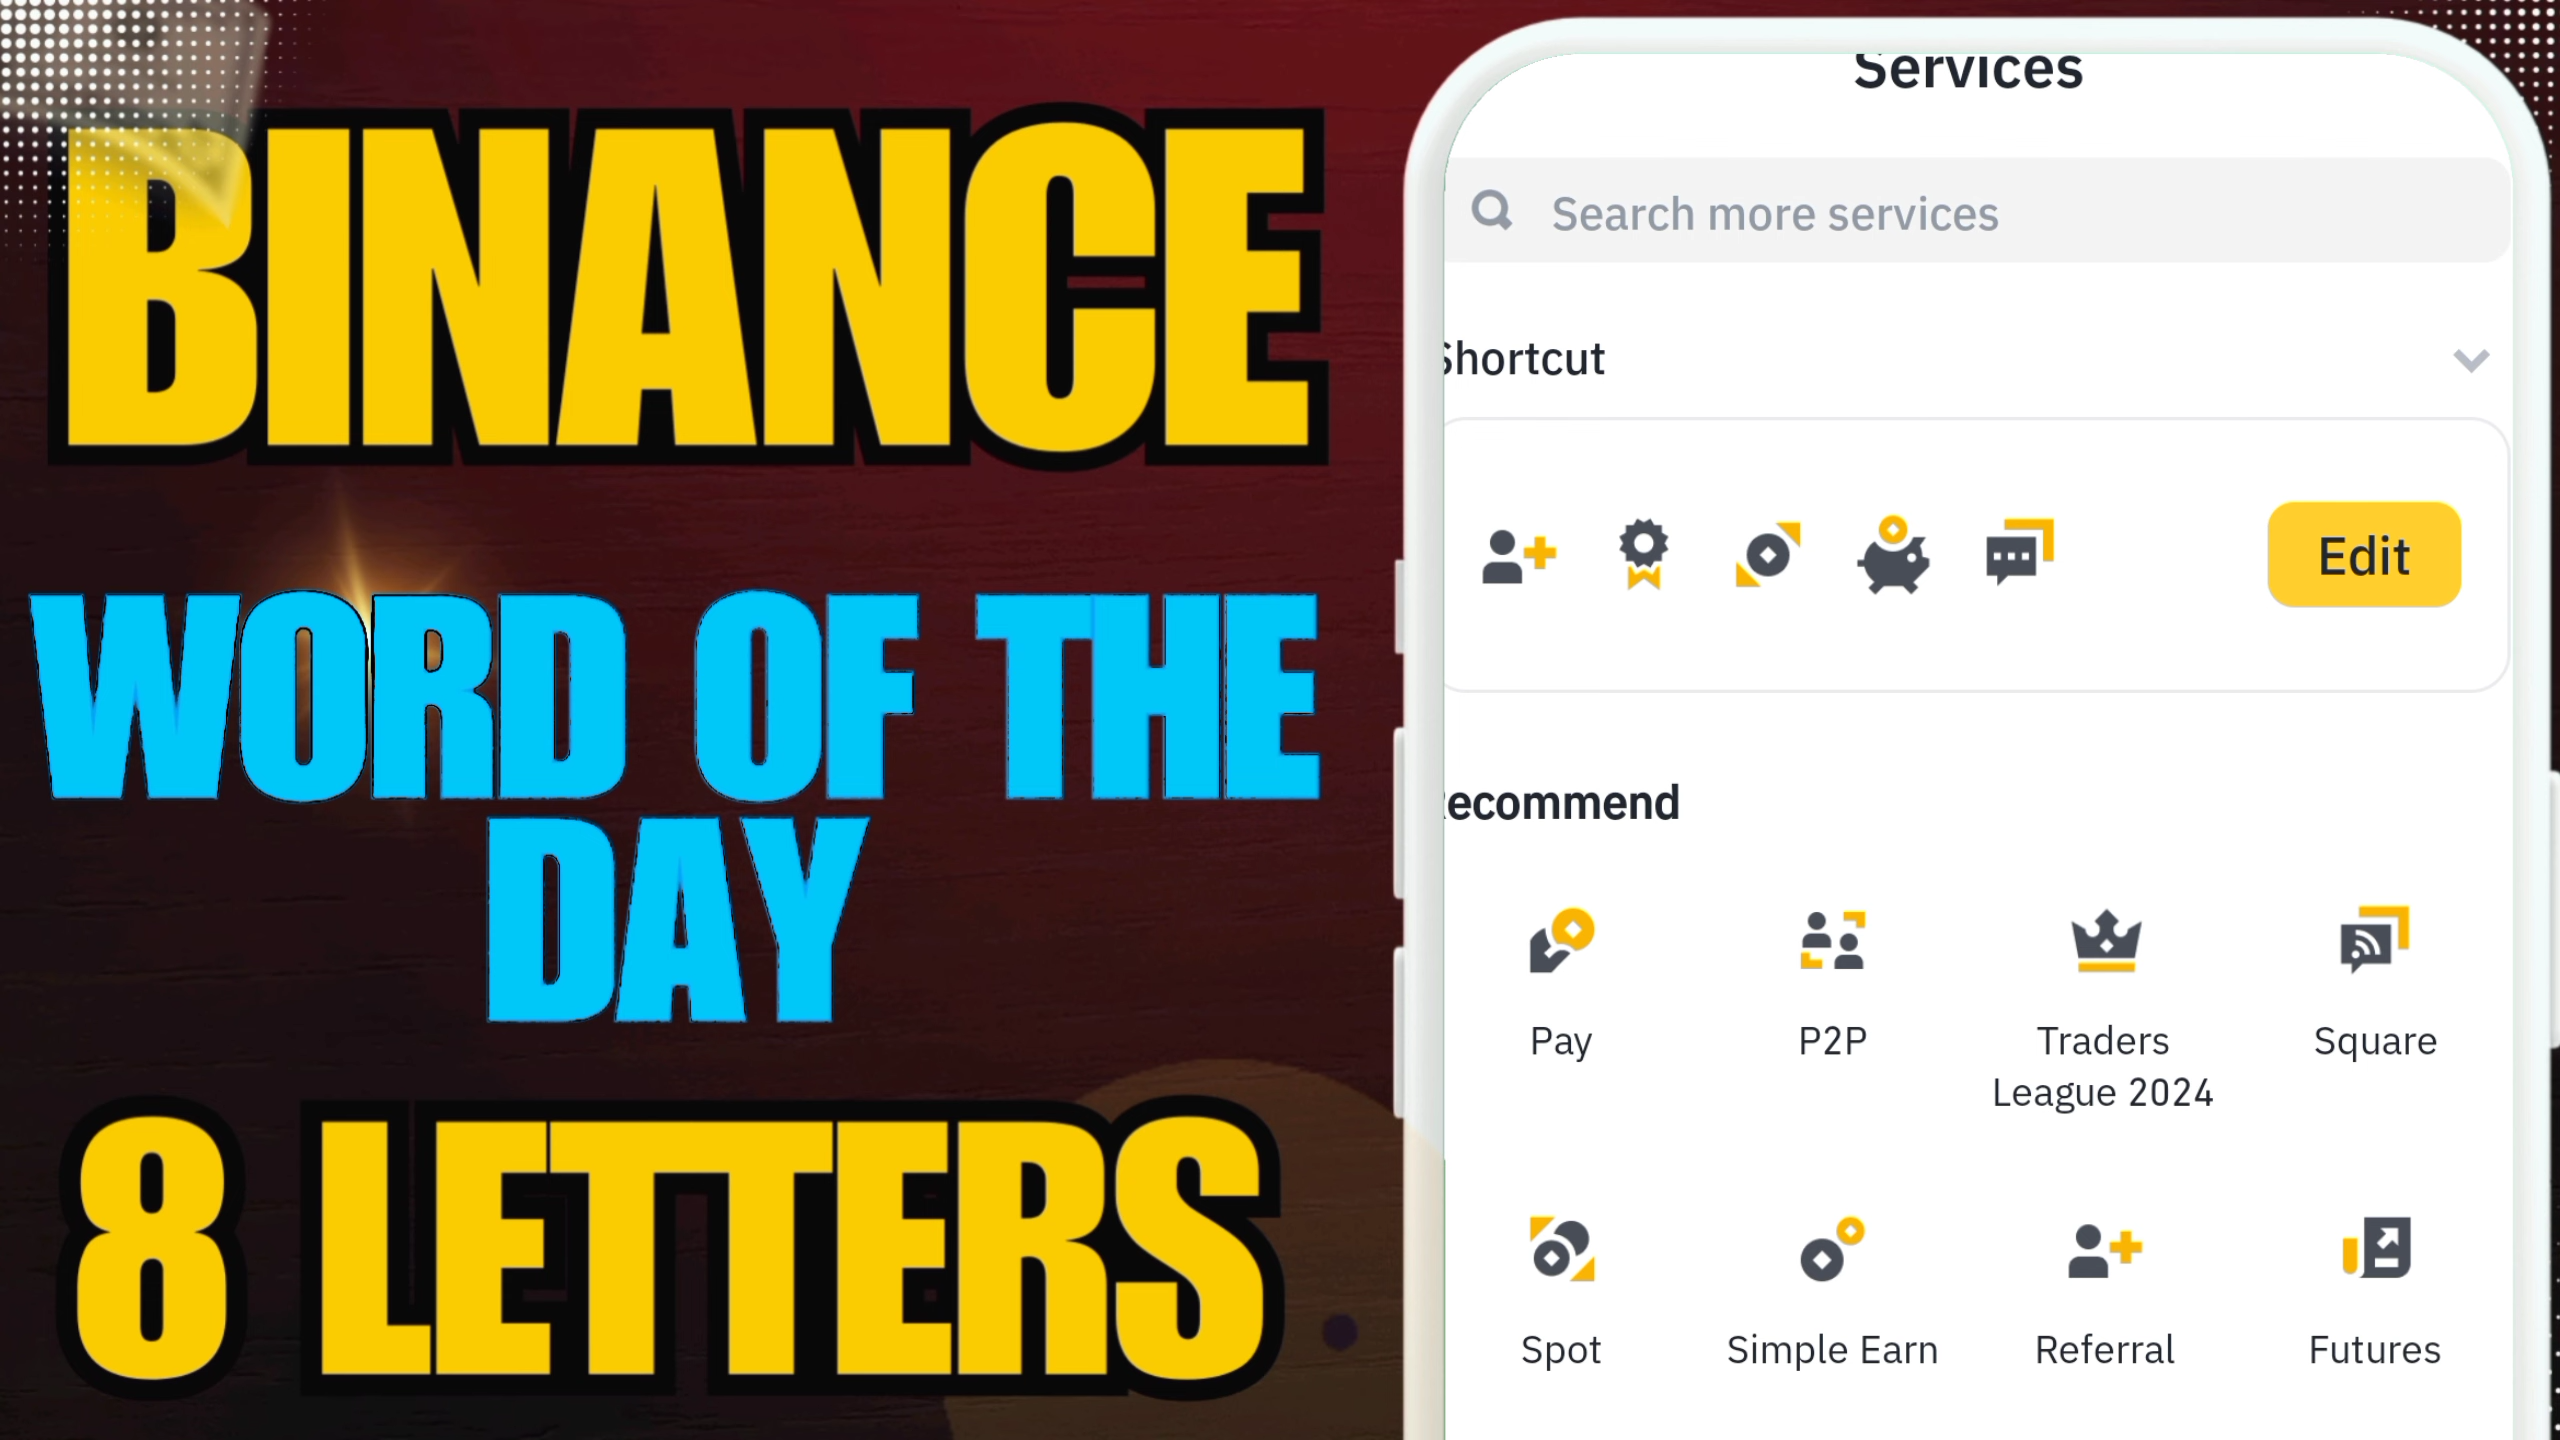 BINANCE
WORD OF THE
DAY
8 LETTERS
Services
Search more services
Shortcut
Edit
ecommend
Pay
P2P
Traders
League 2024
Square
Spot
Simple Earn
Referral
Futures